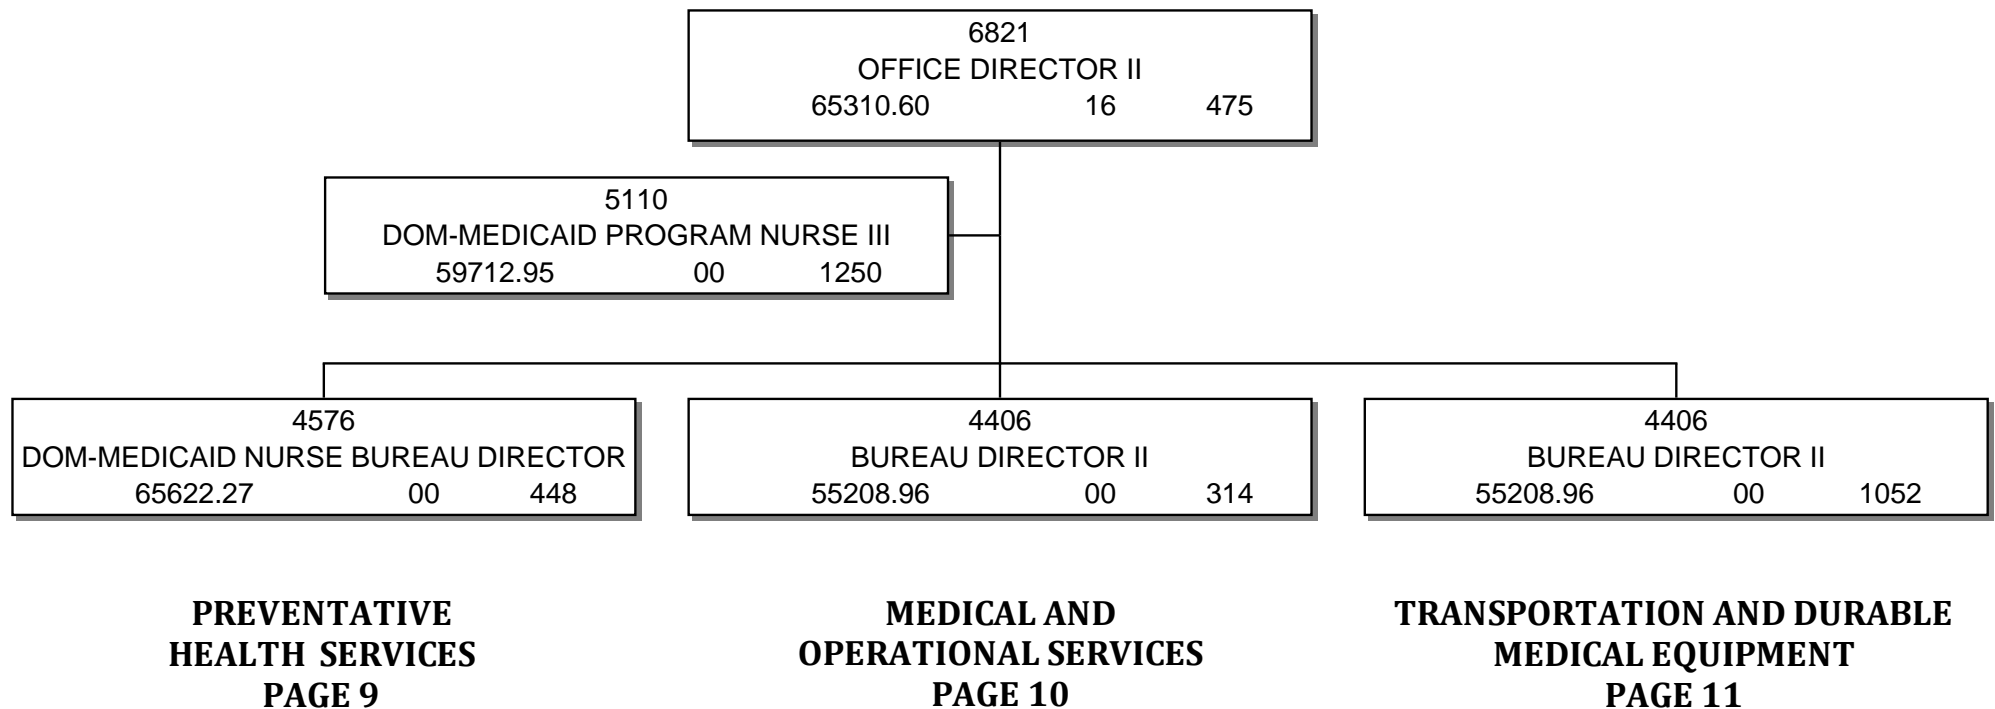 6821
OFFICE DIRECTOR II
65310.60 16 475
5110
DOM-MEDICAID PROGRAM NURSE III
59712.95 00 1250
4576
DOM-MEDICAID NURSE BUREAU DIRECTOR
65622.27 00 448
4406
BUREAU DIRECTOR II
55208.96 00 314
4406
BUREAU DIRECTOR II
55208.96 00 1052
PREVENTATIVE
HEALTH SERVICES
PAGE 9
MEDICAL AND
OPERATIONAL SERVICES
PAGE 10
TRANSPORTATION AND DURABLE
MEDICAL EQUIPMENT
PAGE 11